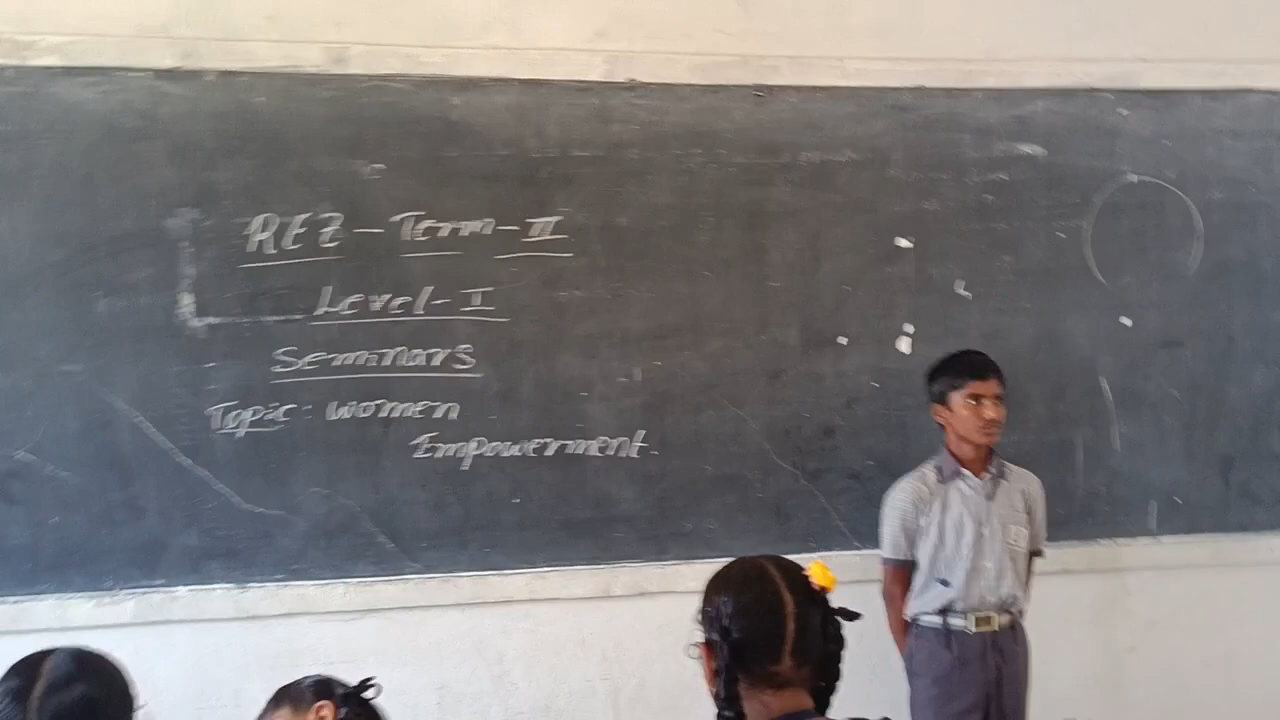 REZ - Term - II
Level - I
Seminars
Topic: Women
Empowerment.